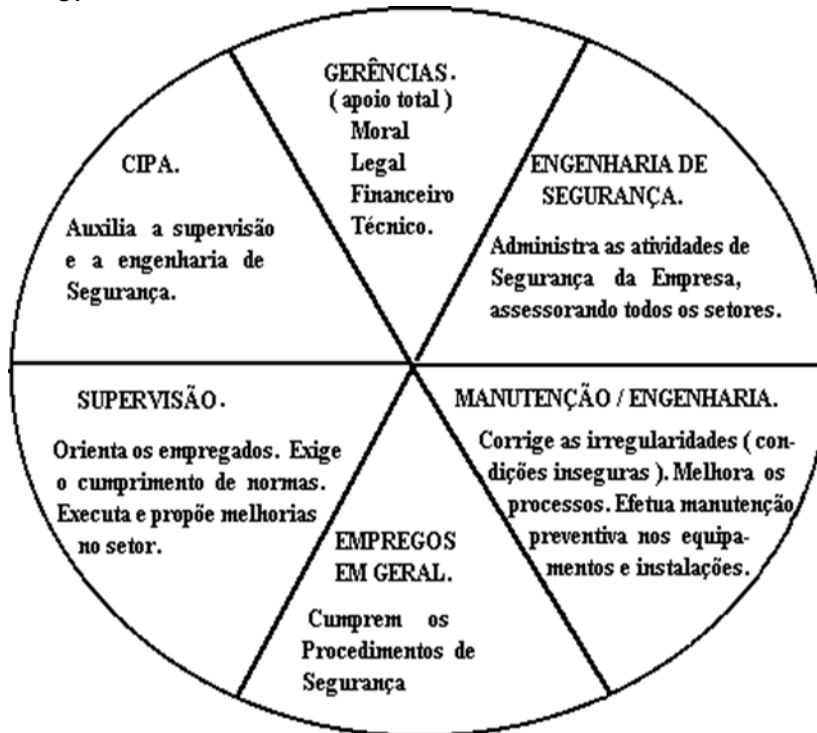 GERÊNCIAS.
( apoio total )
Moral
Legal
Financeiro
Técnico.
ENGENHARIA DE
SEGURANÇA.
Administra as atividades de
Segurança da Empresa,
assessorando todos os setores.
MANUTENÇÃO / ENGENHARIA.
Corrige as irregularidades ( con-
dições inseguras ). Melhora os
processos. Efetua manutenção
preventiva nos equipa-
mentos e instalações.
EMPREGOS
EM GERAL.
Cumprem os
Procedimentos de
Segurança
SUPERVISÃO.
Orienta os empregados. Exige
o cumprimento de normas.
Executa e propõe melhorias
no setor.
CIPA.
Auxilia a supervisão
e a engenharia de
Segurança.